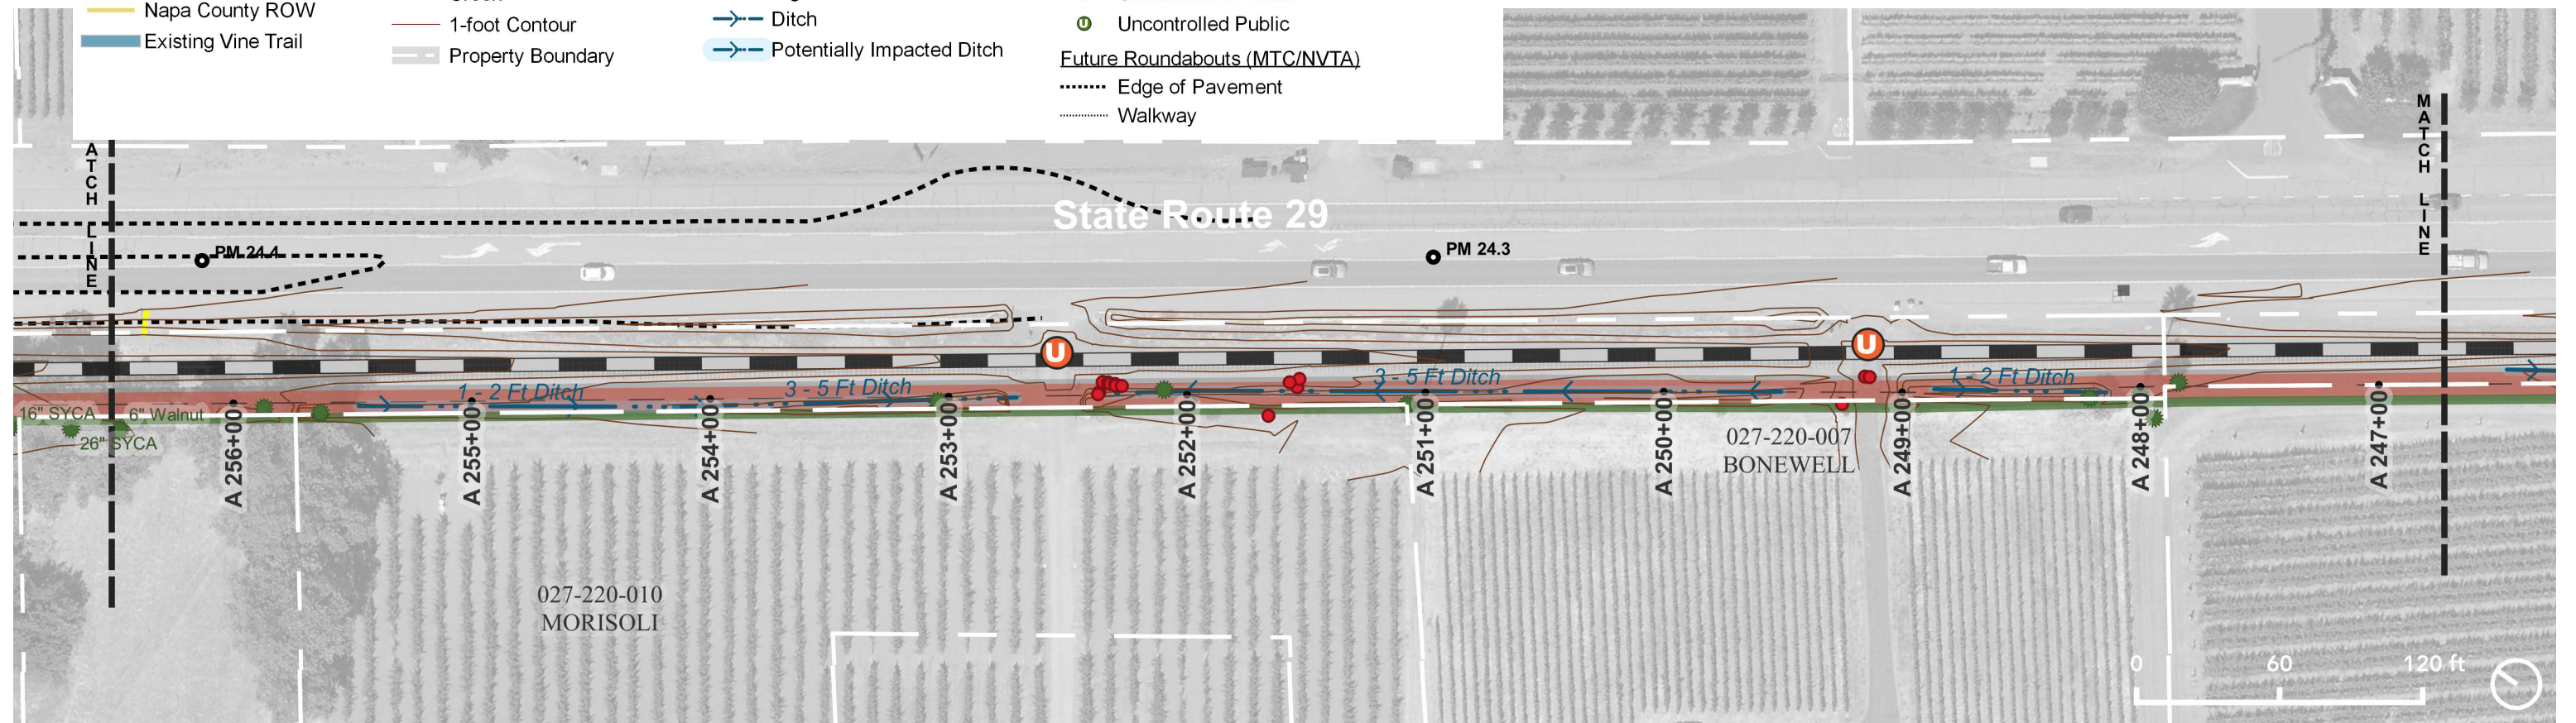 Napa County ROW
Existing Vine Trail
1-foot Contour
Property Boundary
Ditch
Potentially Impacted Ditch
U Uncontrolled Public
Future Roundabouts (MTC/NVTA)
Edge of Pavement
Walkway
ATCH LINE
MATCH LINE
State Route 29
PM 24.4
PM 24.3
U
U
1 - 2 Ft Ditch
3 - 5 Ft Ditch
3 - 5 Ft Ditch
1 - 2 Ft Ditch
16" SYCA
6" Walnut
26" SYCA
A 256+00
A 255+00
A 254+00
A 253+00
A 252+00
A 251+00
A 250+00
A 249+00
A 248+00
A 247+00
027-220-007
BONEWELL
027-220-010
MORISOLI
0 60 120 ft